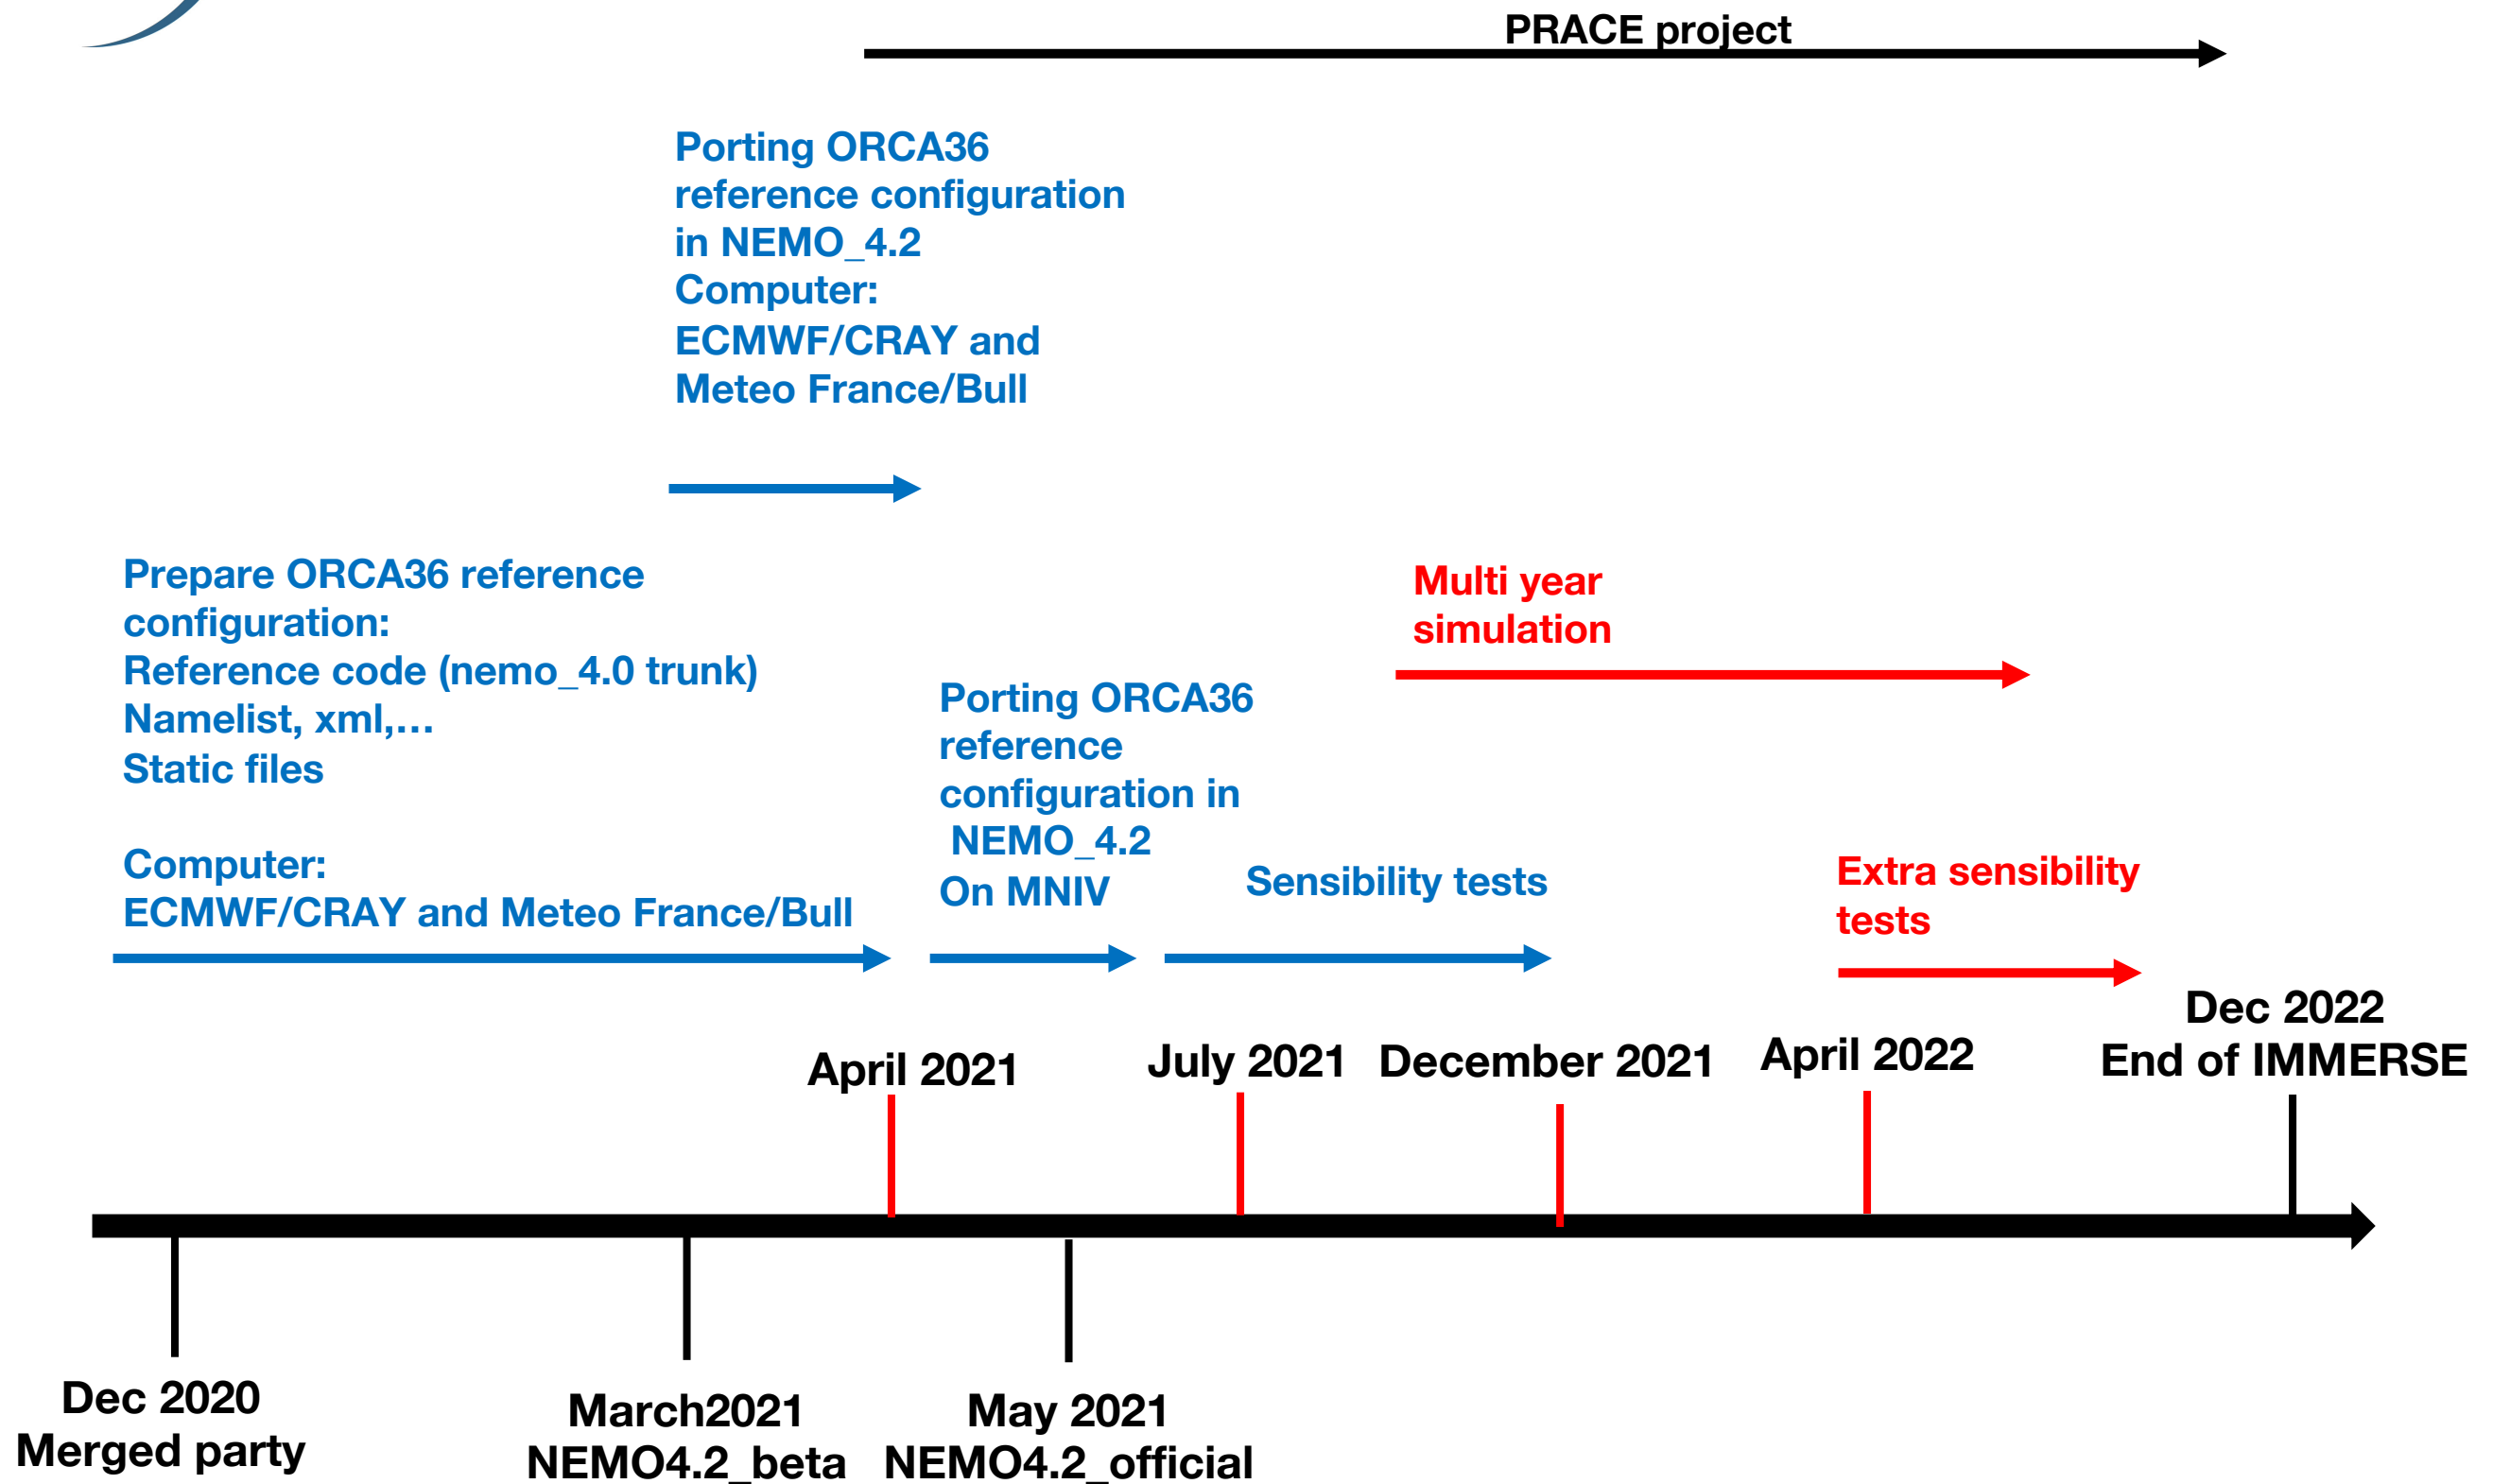 PRACE project
Porting ORCA36
reference configuration
in NEMO_4.2
Computer:
ECMWF/CRAY and
Meteo France/Bull
Prepare ORCA36 reference
configuration:
Reference code (nemo_4.0 trunk)
Namelist, xml,…
Static files
Computer:
ECMWF/CRAY and Meteo France/Bull
Porting ORCA36
reference
configuration in
NEMO_4.2
On MNIV
Sensibility tests
Multi year
simulation
Extra sensibility
tests
April 2021
July 2021
December 2021
April 2022
Dec 2022
End of IMMERSE
Dec 2020
Merged party
March2021
NEMO4.2_beta
May 2021
NEMO4.2_official